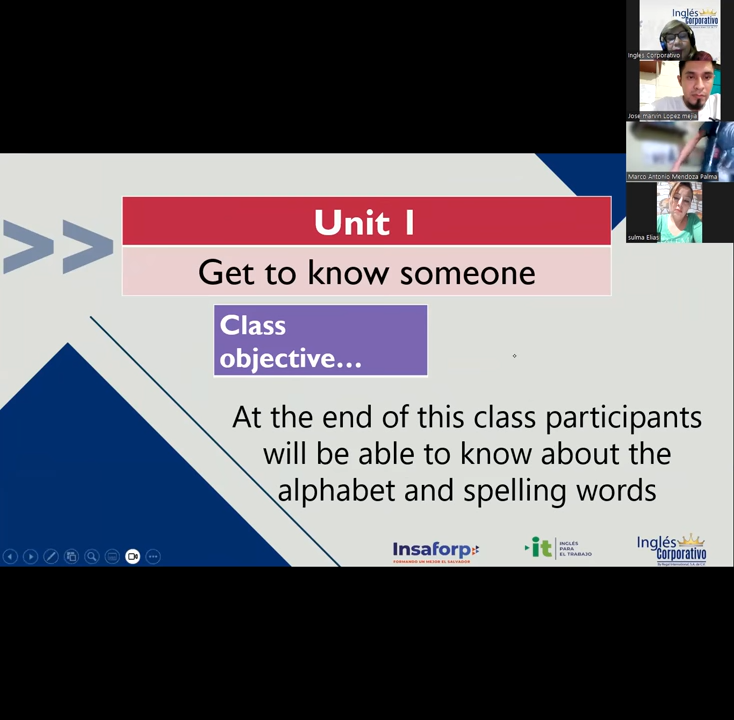 Inglés
Corporativo
Inglés Corporativo
Jose marvin Lopez mejia
Marco Antonio Mendoza Palma
sulma Elias
>>
Unit 1
Get to know someone
Class
objective...
At the end of this class participants
will be able to know about the
alphabet and spelling words
Insaforp
FORMANDO UN MEJOR EL SALVADOR
it
INGLÉS
PARA
EL TRABAJO
Inglés
Corporativo